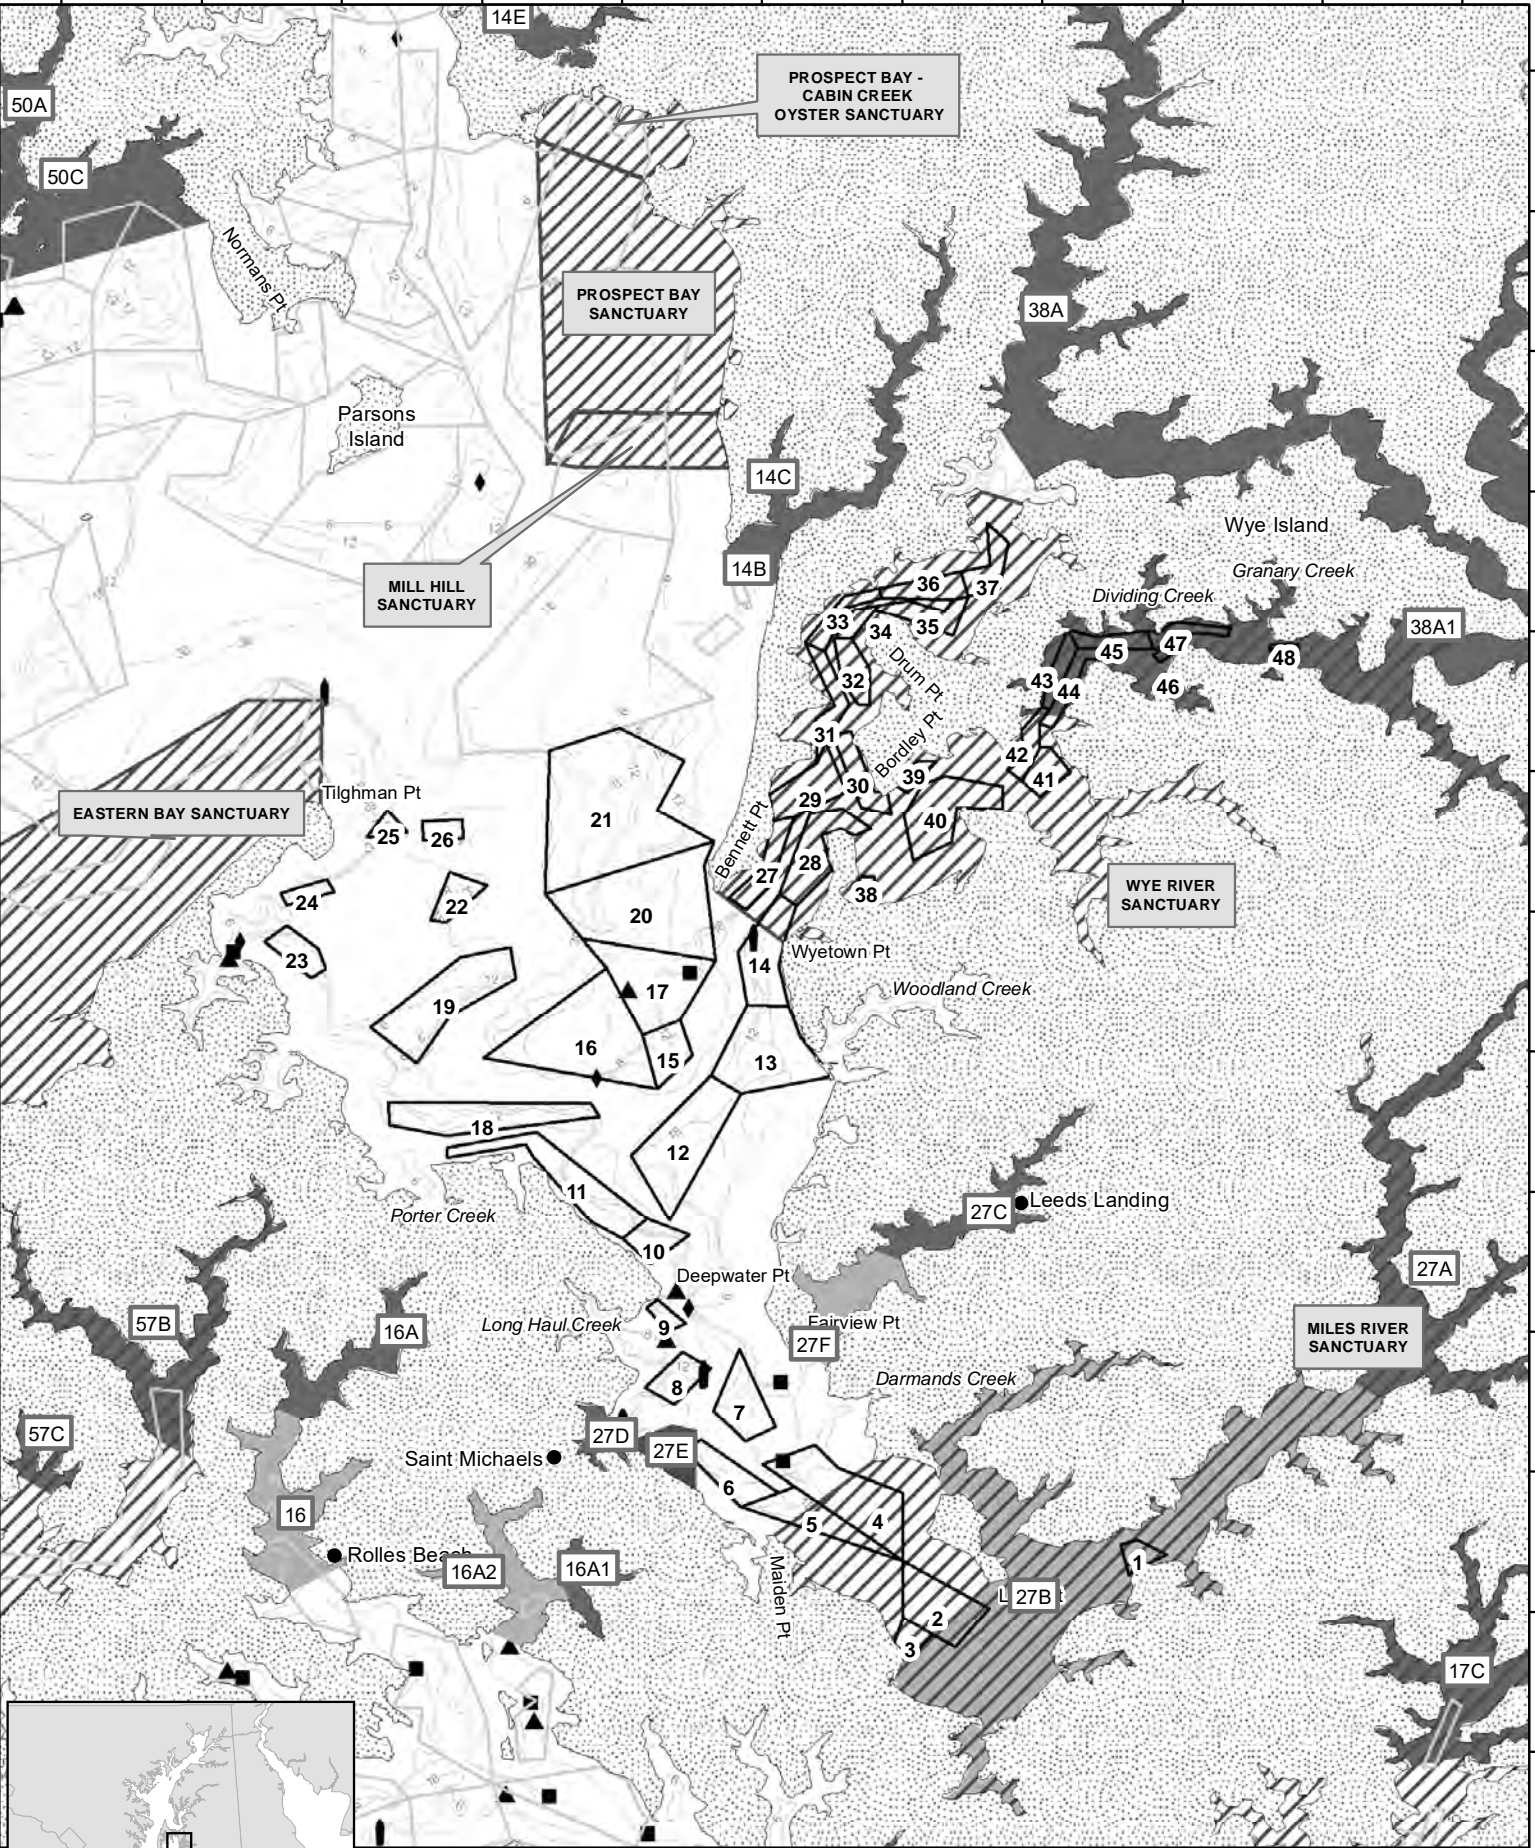 14E
PROSPECT BAY -
CABIN CREEK
OYSTER SANCTUARY
50A
50C
Normans Pt
PROSPECT BAY
SANCTUARY
38A
Parsons
Island
14C
Wye Island
14B
MILL HILL
SANCTUARY
Granary Creek
Dividing Creek
36
37
33
34
35
38A1
45
47
48
Drum Pt
32
43
44
46
31
Bordley Pt
42
41
30
39
29
40
EASTERN BAY SANCTUARY
Tilghman Pt
25
26
21
Bennett Pt
27
28
38
WYE RIVER
SANCTUARY
24
22
20
Wyetown Pt
23
14
Woodland Creek
19
17
16
15
13
18
12
11
Porter Creek
10
27C
Leeds Landing
Deepwater Pt
27A
57B
16A
Long Haul Creek
9
Fairview Pt
27F
MILES RIVER
SANCTUARY
8
Darmands Creek
7
57C
27D
27E
Saint Michaels
6
16
5
4
Rolles Beach
16A2
16A1
Maiden Pt
1
27B
2
3
17C